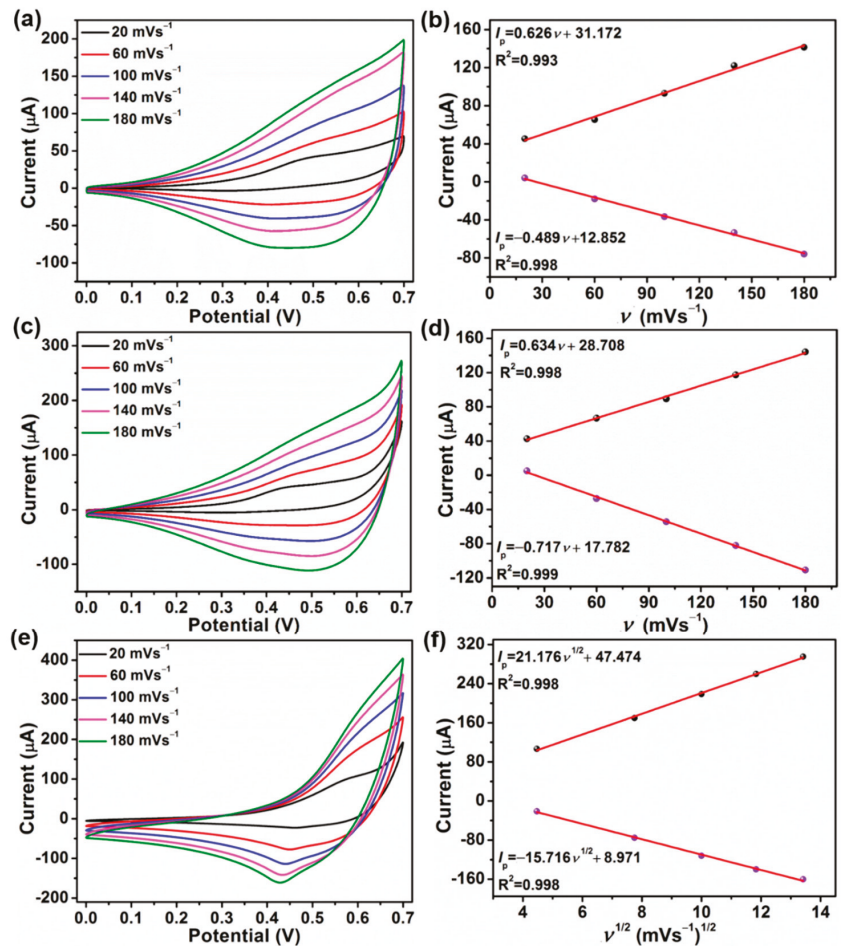 (a)
20 mVs⁻¹
60 mVs⁻¹
100 mVs⁻¹
140 mVs⁻¹
180 mVs⁻¹
200
150
100
50
0
-50
-100
Current (μA)
0.0 0.1 0.2 0.3 0.4 0.5 0.6 0.7
Potential (V)
(b)
Iₚ=0.626ν+31.172
R²=0.993
160
120
80
40
0
-40
-80
Current (μA)
Iₚ=−0.489ν+12.852
R²=0.998
0 30 60 90 120 150 180
ν (mVs⁻¹)
(c)
20 mVs⁻¹
60 mVs⁻¹
100 mVs⁻¹
140 mVs⁻¹
180 mVs⁻¹
300
200
100
0
-100
Current (μA)
0.0 0.1 0.2 0.3 0.4 0.5 0.6 0.7
Potential (V)
(d)
Iₚ=0.634ν+28.708
R²=0.998
160
120
80
40
0
-40
-80
-120
Current (μA)
Iₚ=-0.717ν+17.782
R²=0.999
0 30 60 90 120 150 180
ν (mVs⁻¹)
(e)
20 mVs⁻¹
60 mVs⁻¹
100 mVs⁻¹
140 mVs⁻¹
180 mVs⁻¹
400
300
200
100
0
-100
-200
Current (μA)
0.0 0.1 0.2 0.3 0.4 0.5 0.6 0.7
Potential (V)
(f)
Iₚ=21.176ν¹/²+47.474
R²=0.998
320
240
160
80
0
-80
-160
Current (μA)
Iₚ=−15.716ν¹/²+8.971
R²=0.998
4 6 8 10 12 14
ν¹/² (mVs⁻¹)¹/²